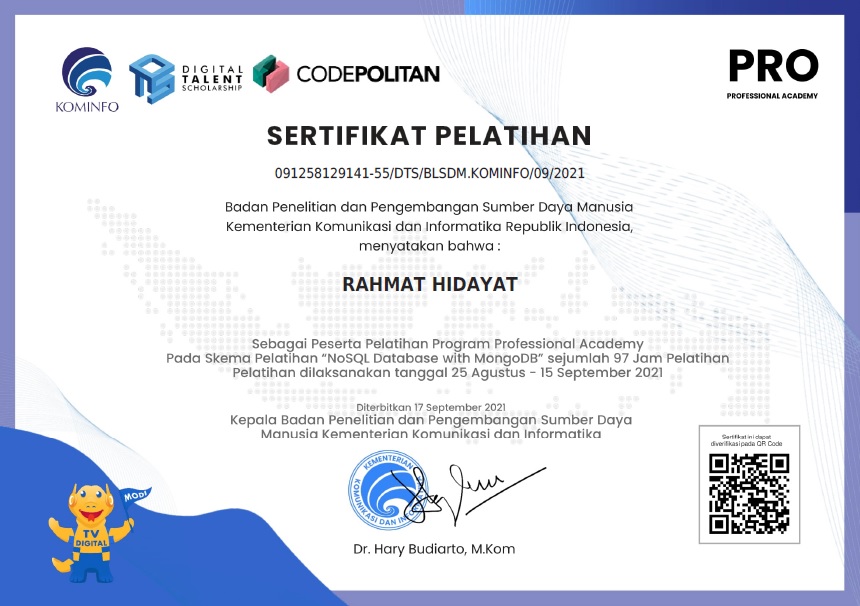 KOMINFO
DIGITAL
TALENT
SCHOLARSHIP
CODEPOLITAN
PRO
PROFESSIONAL ACADEMY
SERTIFIKAT PELATIHAN
091258129141-55/DTS/BLSDM.KOMINFO/09/2021
Badan Penelitian dan Pengembangan Sumber Daya Manusia
Kementerian Komunikasi dan Informatika Republik Indonesia,
menyatakan bahwa :
RAHMAT HIDAYAT
Sebagai Peserta Pelatihan Program Professional Academy
Pada Skema Pelatihan “NoSQL Database with MongoDB” sejumlah 97 Jam Pelatihan
Pelatihan dilaksanakan tanggal 25 Agustus - 15 September 2021
Diterbitkan 17 September 2021
Kepala Badan Penelitian dan Pengembangan Sumber Daya
Manusia Kementerian Komunikasi dan Informatika
KEMENTERIAN
KOMUNIKASI DAN INFO
Dr. Hary Budiarto, M.Kom
Sertifikat ini dapat
diverifikasi pada QR Code
MODI
TV
DIGITAL